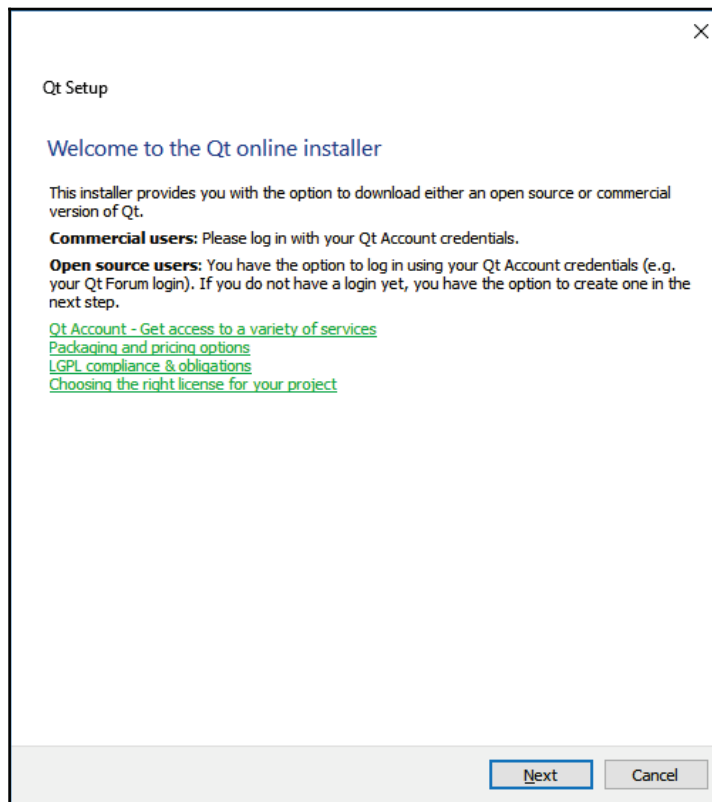 Qt Setup
Welcome to the Qt online installer
This installer provides you with the option to download either an open source or commercial
version of Qt.
Commercial users: Please log in with your Qt Account credentials.
Open source users: You have the option to log in using your Qt Account credentials (e.g.
your Qt Forum login). If you do not have a login yet, you have the option to create one in the
next step.
Qt Account - Get access to a variety of services
Packaging and pricing options
LGPL compliance & obligations
Choosing the right license for your project
Next Cancel